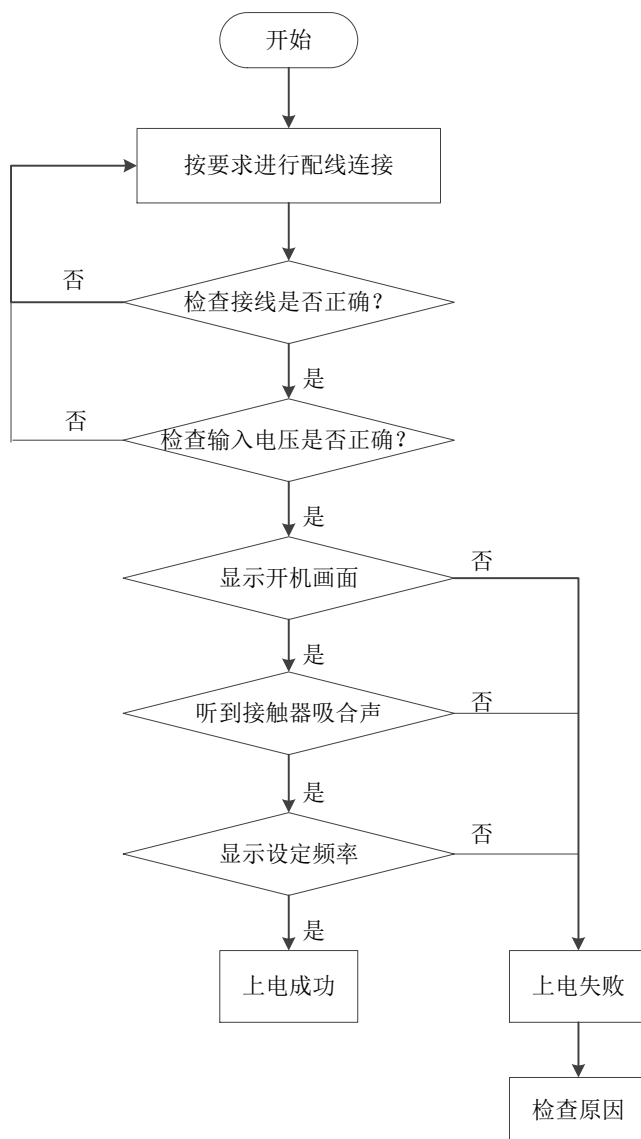 开始
按要求进行配线连接
否
检查接线是否正确？
是
否
检查输入电压是否正确？
是
显示开机画面
否
是
听到接触器吸合声
否
是
显示设定频率
否
是
上电成功
上电失败
检查原因